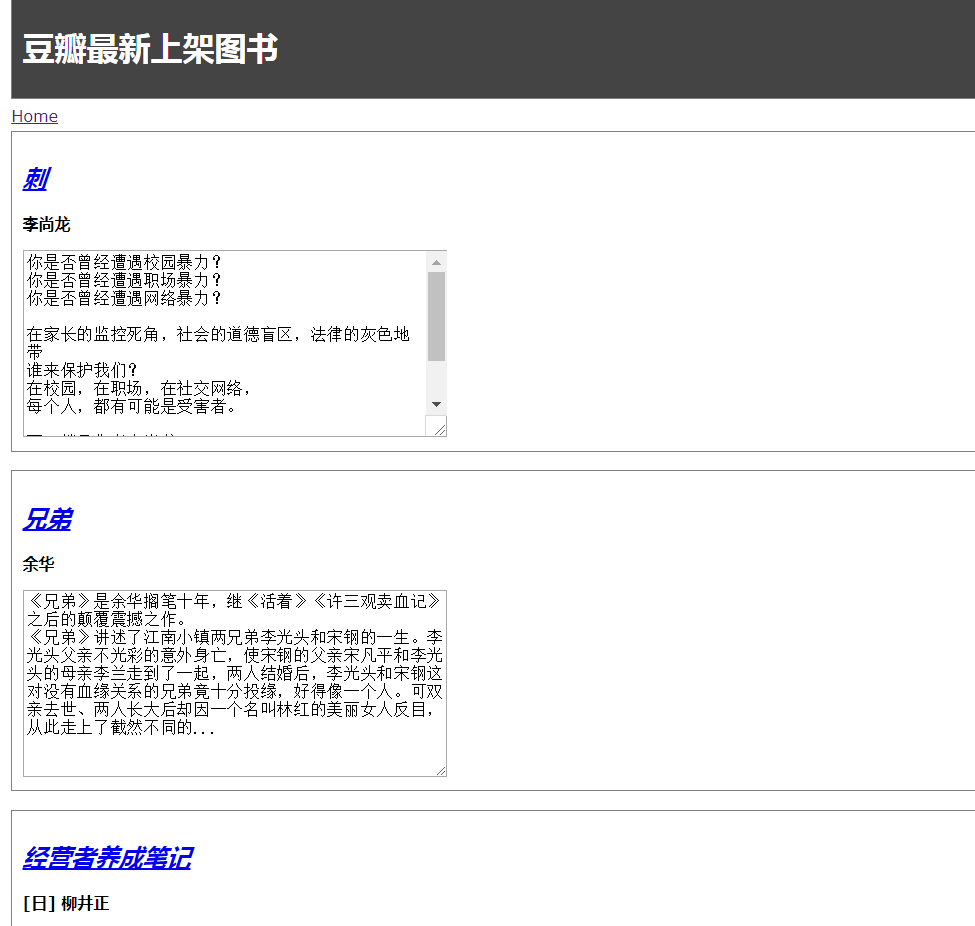 豆瓣最新上架图书
Home
刺
李尚龙
你是否曾经遭遇校园暴力？
你是否曾经遭遇职场暴力？
你是否曾经遭遇网络暴力？
在家长的监控死角，社会的道德盲区，法律的灰色地
带
谁来保护我们？
在校园，在职场，在社交网络，
每个人，都有可能是受害者。
兄弟
余华
《兄弟》是余华搁笔十年，继《活着》《许三观卖血记》
之后的颠覆震撼之作。
《兄弟》讲述了江南小镇两兄弟李光头和宋钢的一生。李
光头父亲不光彩的意外身亡，使宋钢的父亲宋凡平和李光
头的母亲李兰走到了一起，两人结婚后，李光头和宋钢这
对没有血缘关系的兄弟竟十分投缘，好得像一个人。可双
亲去世、两人长大后却因一个名叫林红的美丽女人反目，
从此走上了截然不同的...
经营者养成笔记
[日] 柳井正